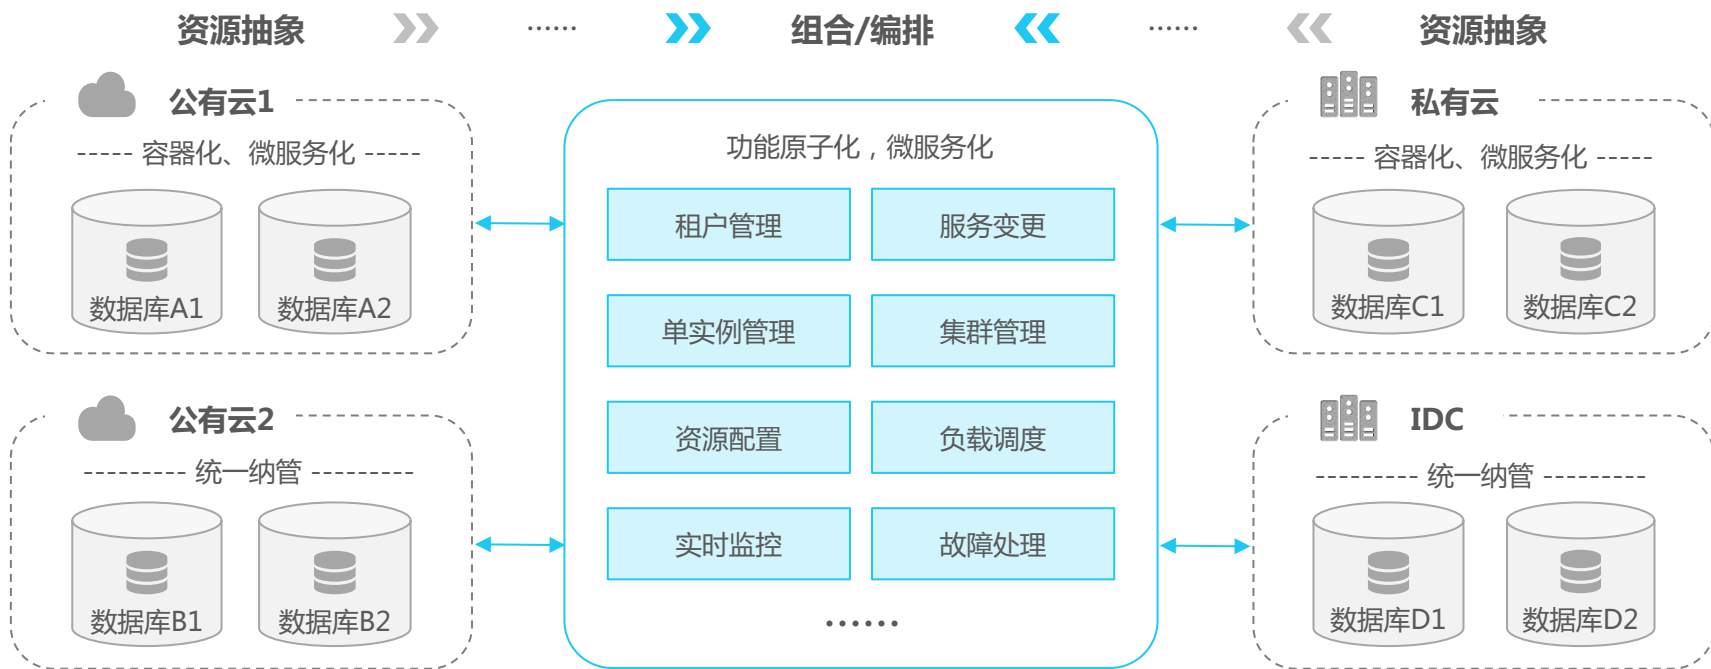 资源抽象
……
组合/编排
……
资源抽象
公有云1
容器化、微服务化
数据库A1
数据库A2
公有云2
统一纳管
数据库B1
数据库B2
功能原子化，微服务化
租户管理
服务变更
单实例管理
集群管理
资源配置
负载调度
实时监控
故障处理
……
私有云
容器化、微服务化
数据库C1
数据库C2
IDC
统一纳管
数据库D1
数据库D2